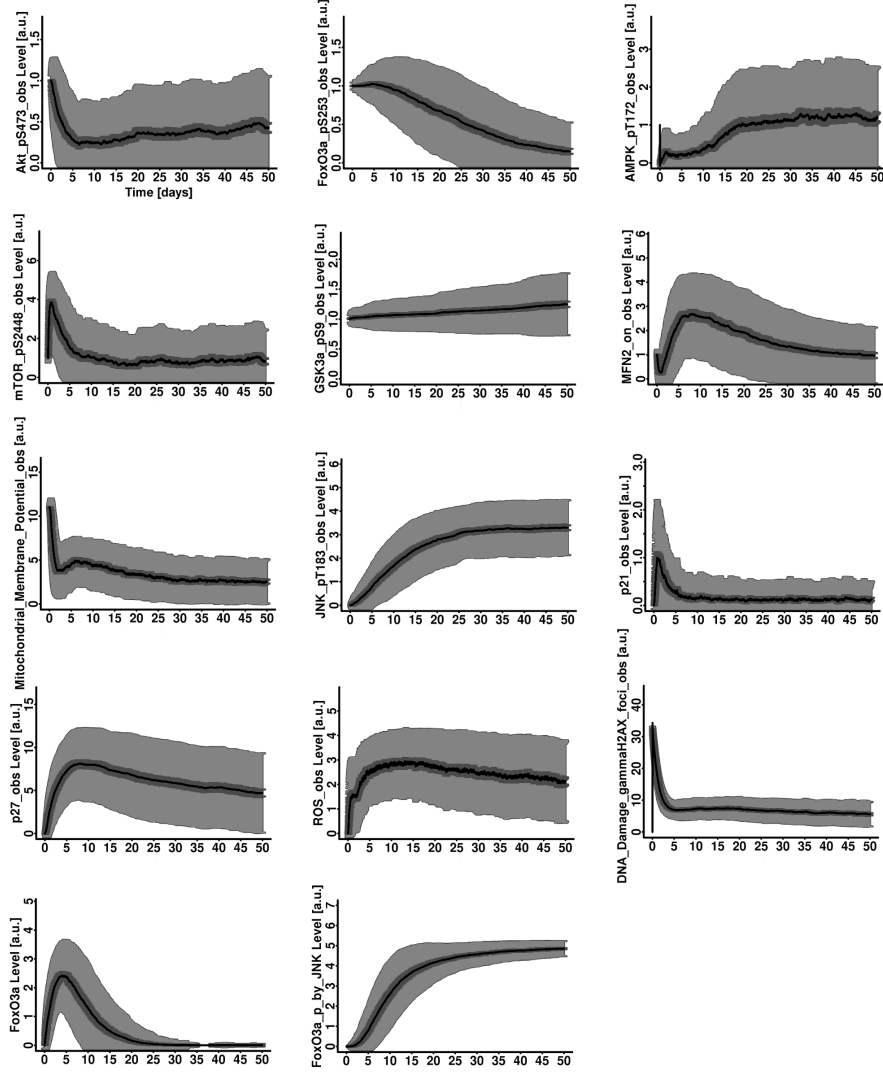 Akt_pS473_obs Level [a.u.]
0.0 0.5 1.0 1.5
0 5 10 15 20 25 30 35 40 45 50
Time [days]
FoxO3a_pS253_obs Level [a.u.]
0.0 0.5 1.0 1.5
0 5 10 15 20 25 30 35 40 45 50
AMPK_pT172_obs Level [a.u.]
0 1 2 3
0 5 10 15 20 25 30 35 40 45 50
mTOR_pS2448_obs Level [a.u.]
0 2 4 6
0 5 10 15 20 25 30 35 40 45 50
GSK3a_pS9_obs Level [a.u.]
0.0 0.5 1.0 1.5 2.0
0 5 10 15 20 25 30 35 40 45 50
MFN2_on_obs Level [a.u.]
0 1 2 3 4 5 6
0 5 10 15 20 25 30 35 40 45 50
Mitochondrial_Membrane_Potential_obs [a.u.]
0 5 10 15
0 5 10 15 20 25 30 35 40 45 50
JNK_pT183_obs Level [a.u.]
0 1 2 3 4 5 6
0 5 10 15 20 25 30 35 40 45 50
p21_obs Level [a.u.]
0.0 1.0 2.0 3.0
0 5 10 15 20 25 30 35 40 45 50
p27_obs Level [a.u.]
0 5 10 15
0 5 10 15 20 25 30 35 40 45 50
ROS_obs Level [a.u.]
0 1 2 3 4 5
0 5 10 15 20 25 30 35 40 45 50
DNA_Damage_gammaH2AX_foci_obs [a.u.]
0 10 20 30 40
0 5 10 15 20 25 30 35 40 45 50
FoxO3a Level [a.u.]
0 1 2 3 4 5
0 5 10 15 20 25 30 35 40 45 50
FoxO3a_p_by_JNK Level [a.u.]
0 1 2 3 4 5 6 7
0 5 10 15 20 25 30 35 40 45 50